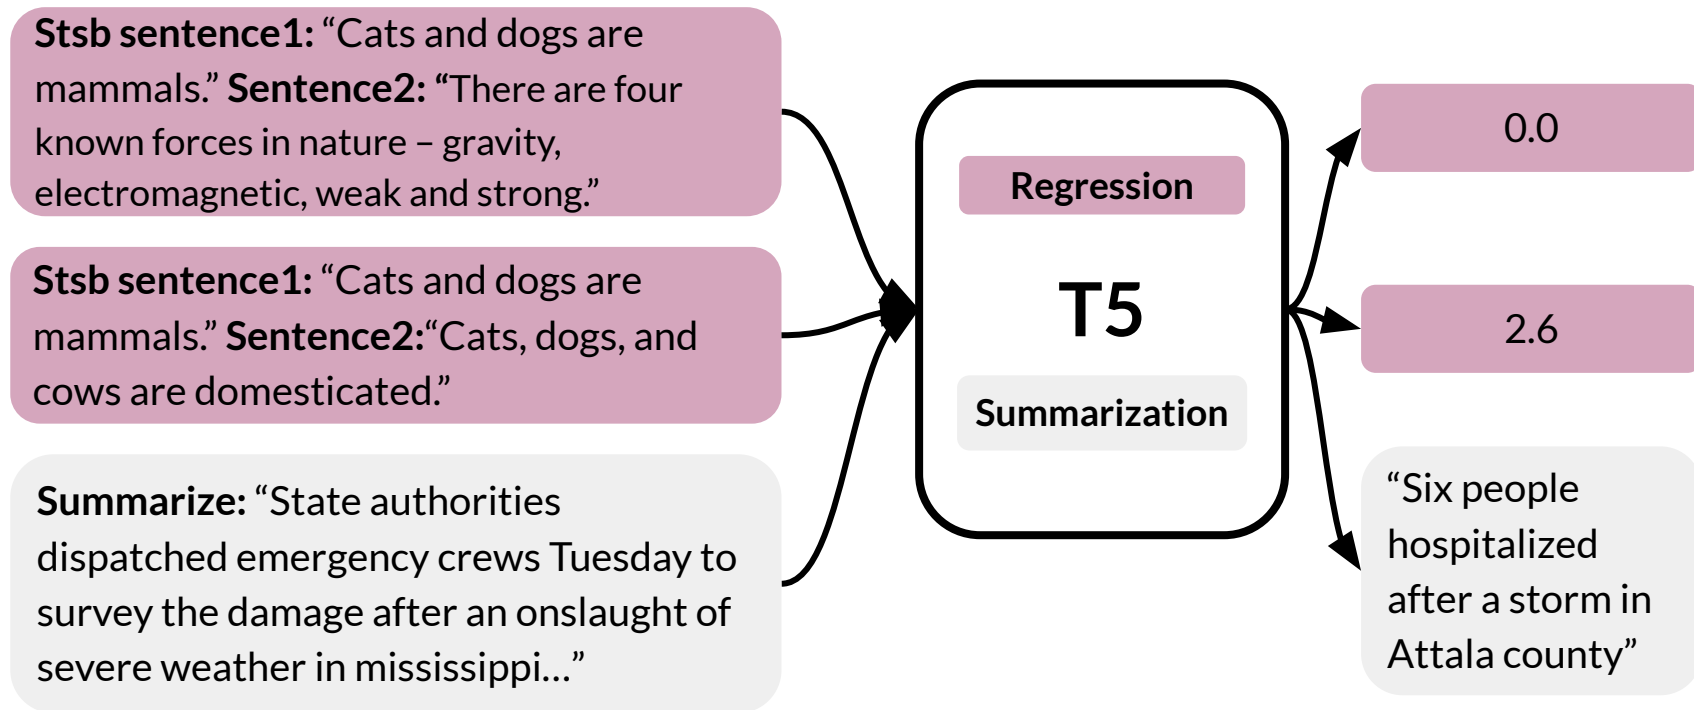 Stsb sentence1: “Cats and dogs are
mammals.” Sentence2: “There are four
known forces in nature – gravity,
electromagnetic, weak and strong.”
Stsb sentence1: “Cats and dogs are
mammals.” Sentence2:“Cats, dogs, and
cows are domesticated.”
Summarize: “State authorities
dispatched emergency crews Tuesday to
survey the damage after an onslaught of
severe weather in mississippi…”
Regression
T5
Summarization
0.0
2.6
“Six people
hospitalized
after a storm in
Attala county”